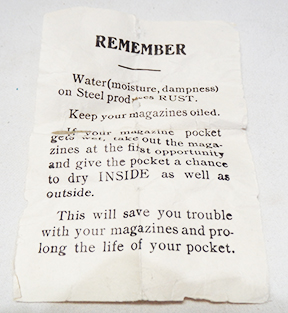 REMEMBER
Water (moisture, dampness)
on Steel produces RUST.
Keep your magazines oiled.
If your magazine pocket
gets wet, take out the maga-
zines at the first opportunity
and give the pocket a chance
to dry INSIDE as well as
outside.
This will save you trouble
with your magazines and pro-
long the life of your pocket.